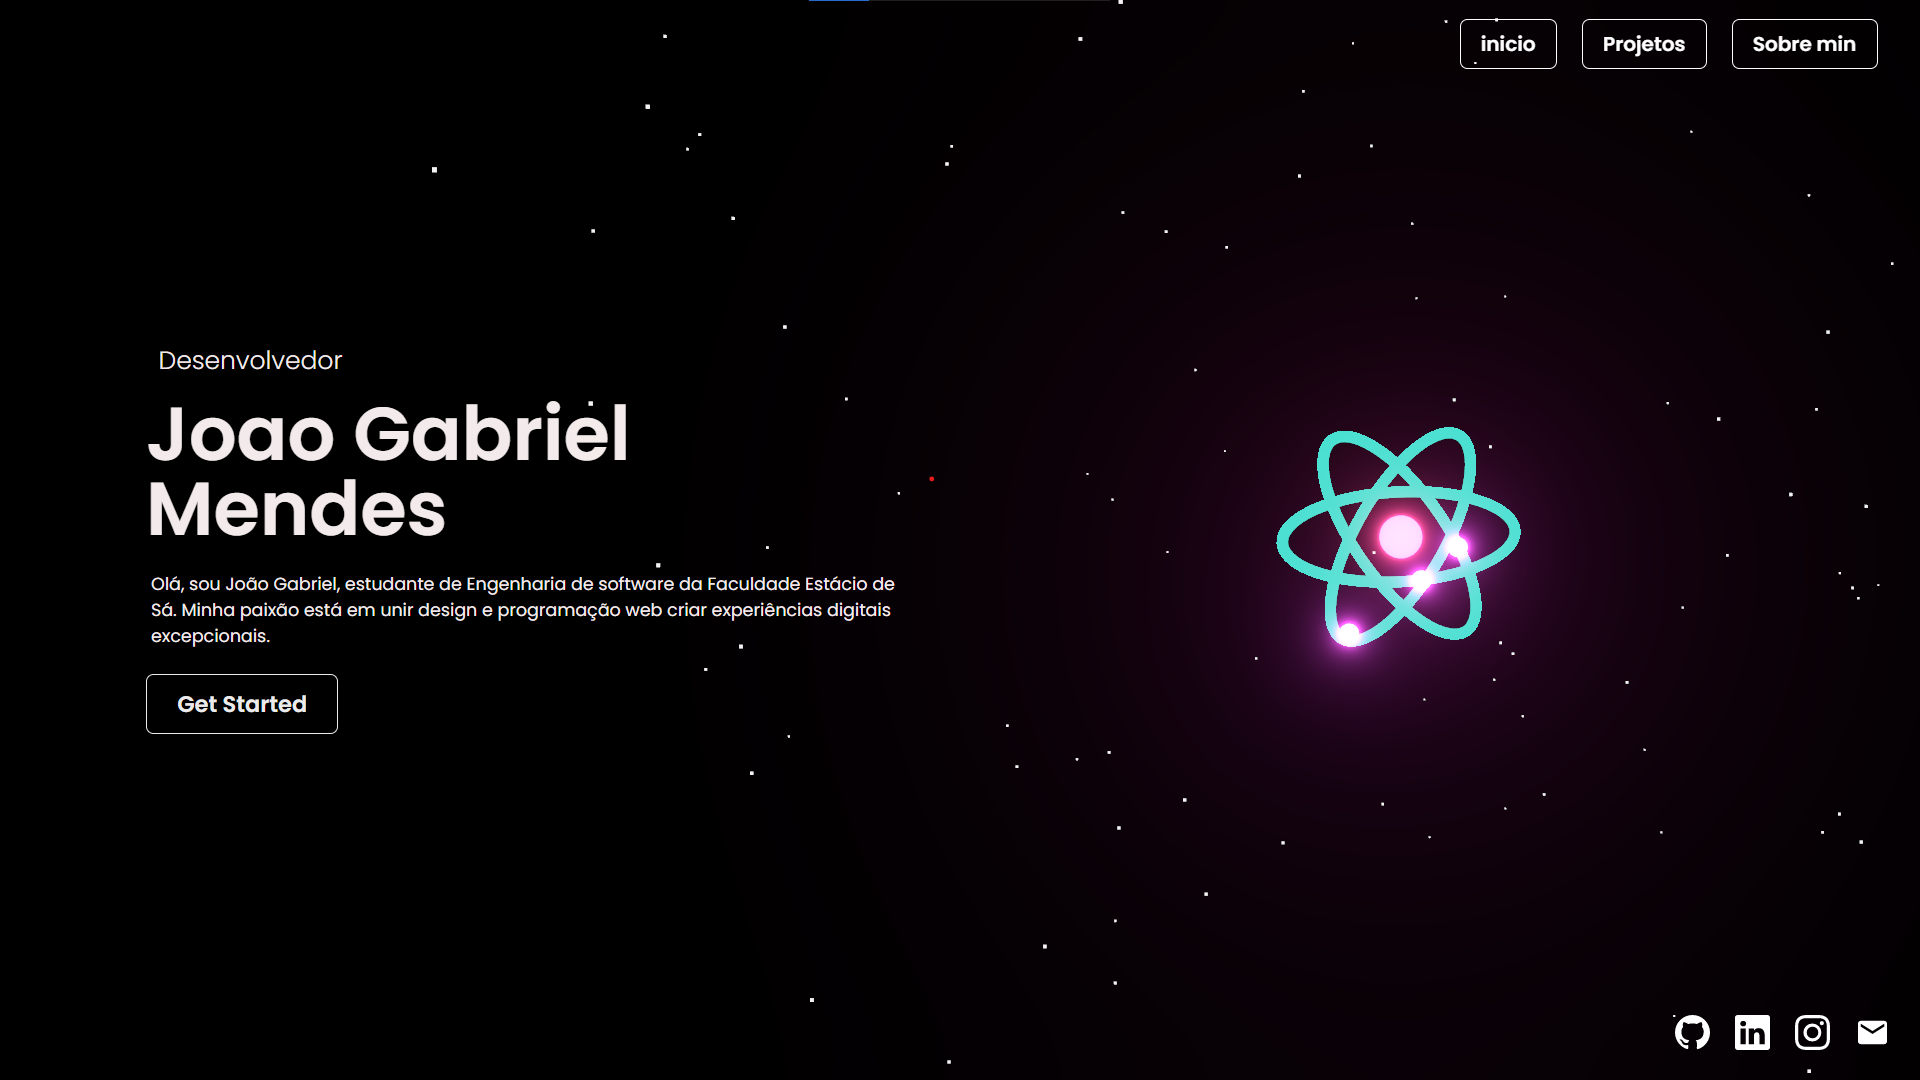 inicio
Projetos
Sobre min
Desenvolvedor
Joao Gabriel
Mendes
Olá, sou João Gabriel, estudante de Engenharia de software da Faculdade Estácio de
Sá. Minha paixão está em unir design e programação web criar experiências digitais
excepcionais.
Get Started
in